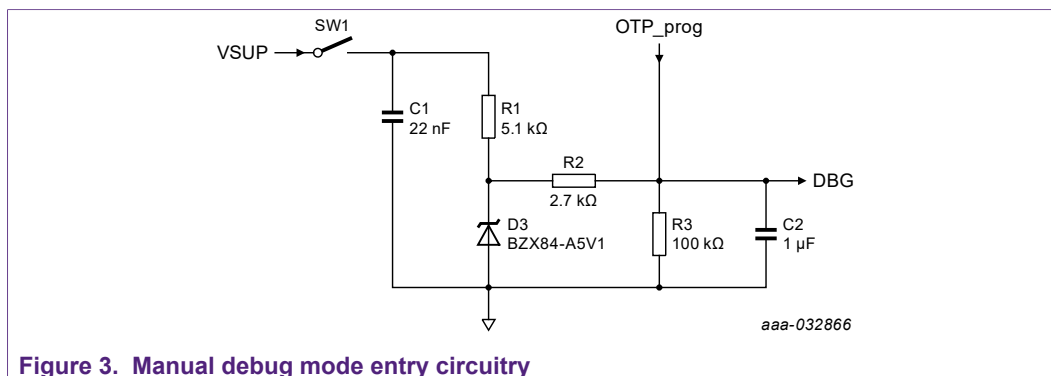 SW1
OTP_prog
VSUP
C1
22 nF
R1
5.1 kΩ
R2
2.7 kΩ
DBG
D3
BZX84-A5V1
R3
100 kΩ
C2
1 µF
aaa-032866
Figure 3. Manual debug mode entry circuitry